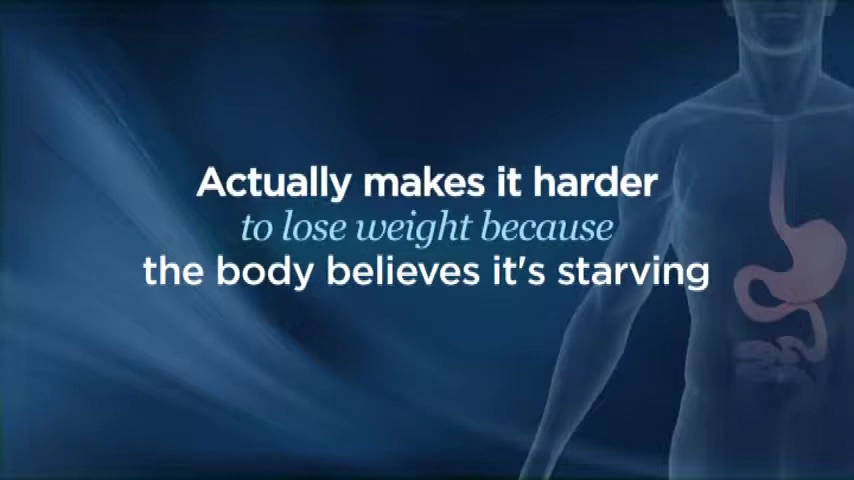 Actually makes it harder
to lose weight because
the body believes it's starving